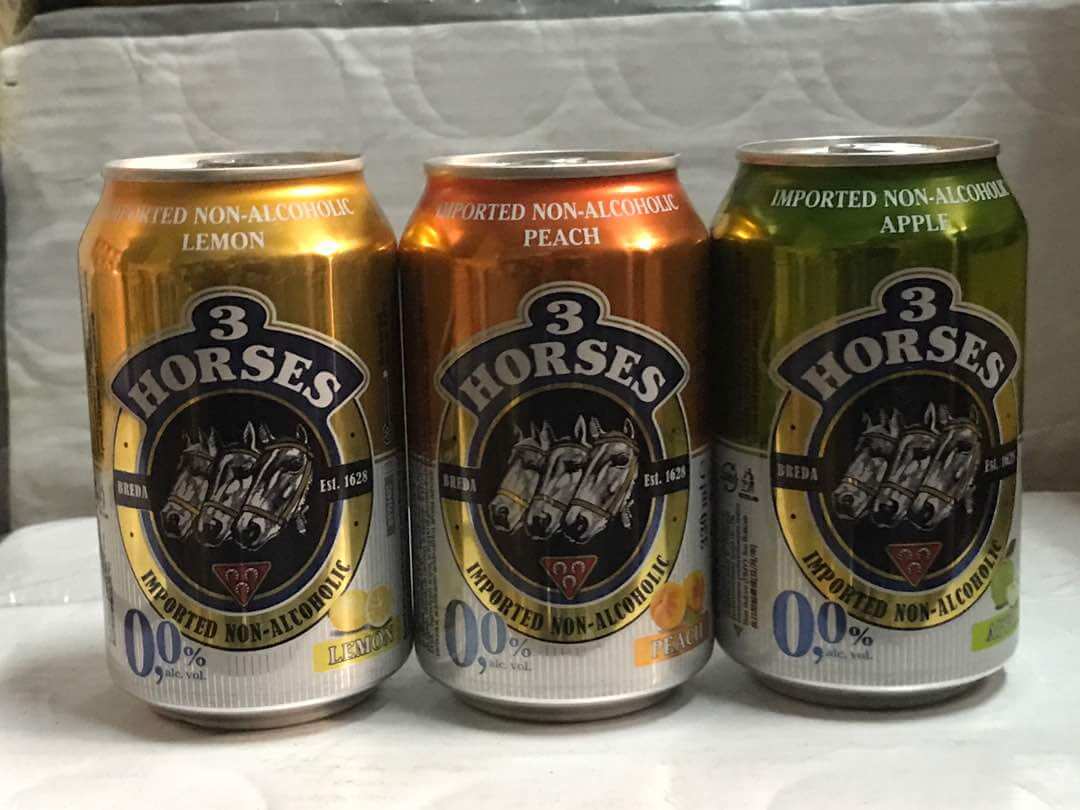 IMPORTED NON-ALCOHOLIC
LEMON
3
HORSES
BREDA
Est. 1628
IMPORTED NON-ALCOHOLIC
0,0%
alc. vol.
LEMON
IMPORTED NON-ALCOHOLIC
PEACH
3
HORSES
BREDA
Est. 1628
IMPORTED NON-ALCOHOLIC
0,0%
alc. vol.
PEACH
IMPORTED NON-ALCOHOLIC
APPLE
3
HORSES
BREDA
Est. 1628
IMPORTED NON-ALCOHOLIC
0,0%
alc. vol.